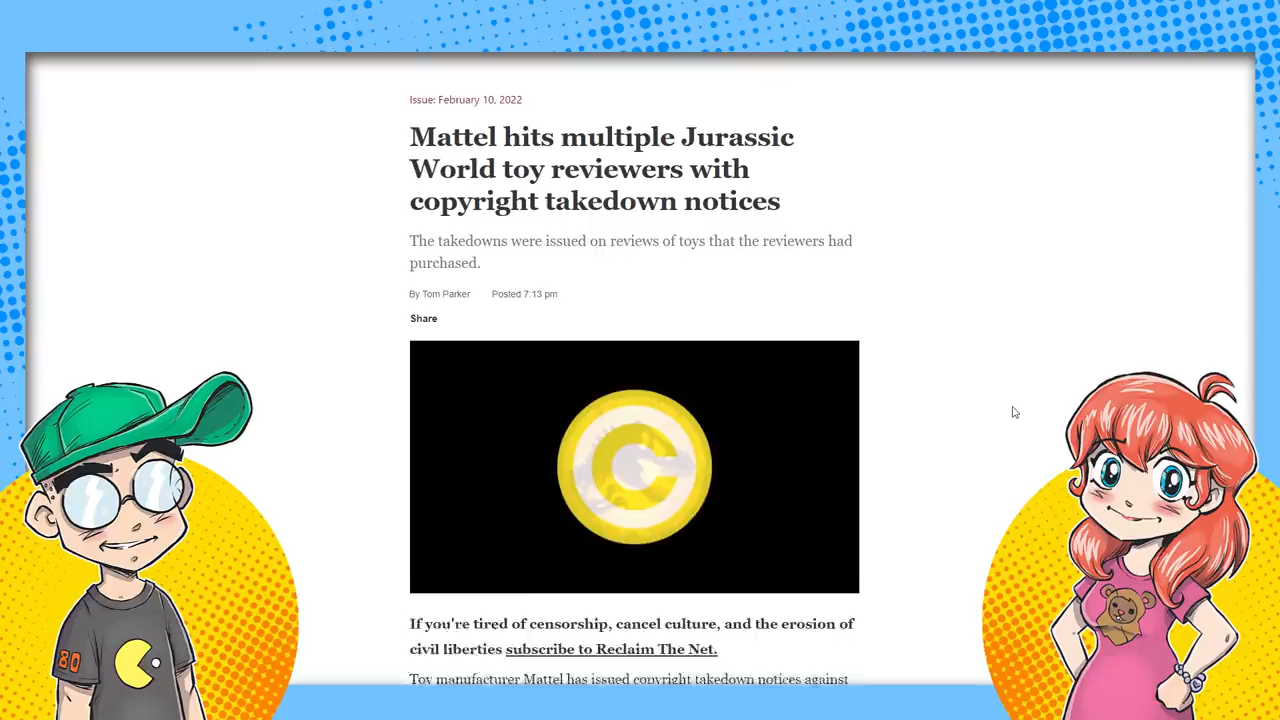 Issue: February 10, 2022
Mattel hits multiple Jurassic
World toy reviewers with
copyright takedown notices
The takedowns were issued on reviews of toys that the reviewers had
purchased.
By Tom Parker Posted 7:13 pm
Share
If you're tired of censorship, cancel culture, and the erosion of
civil liberties subscribe to Reclaim The Net.
Toy manufacturer Mattel has issued copyright takedown notices against
80